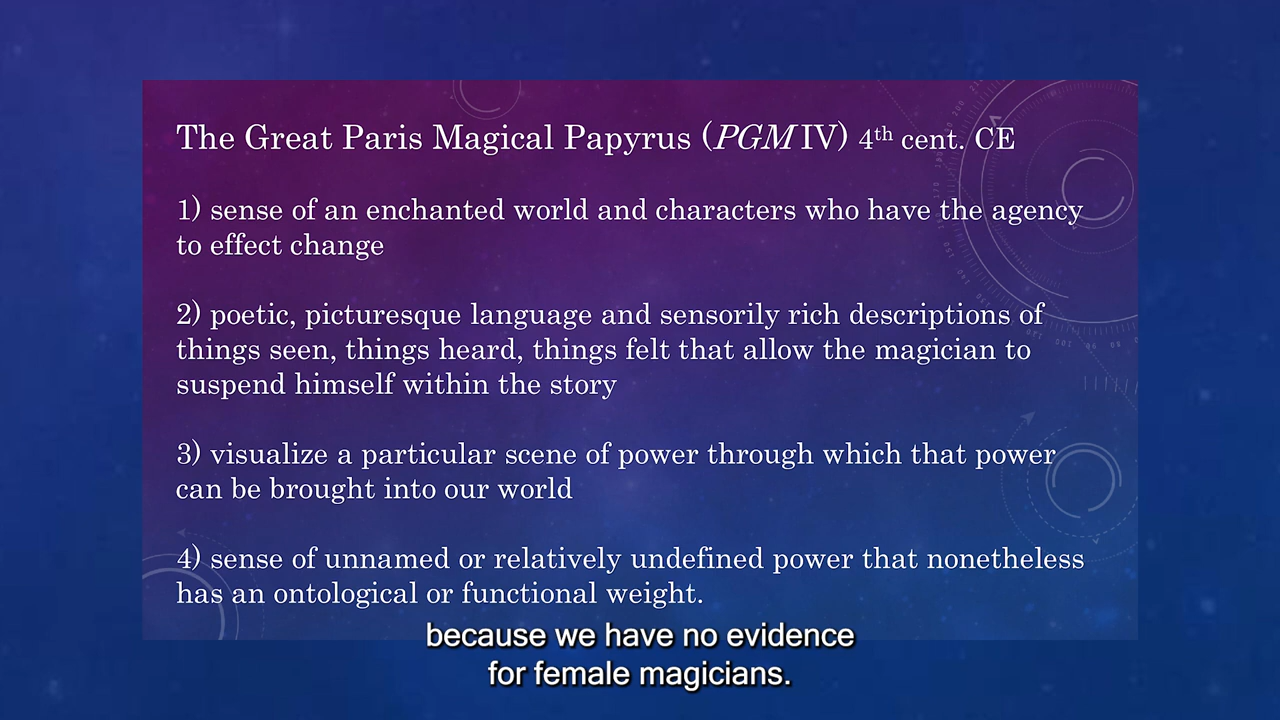 The Great Paris Magical Papyrus (PGM IV) 4th cent. CE
1) sense of an enchanted world and characters who have the agency
to effect change
2) poetic, picturesque language and sensorily rich descriptions of
things seen, things heard, things felt that allow the magician to
suspend himself within the story
3) visualize a particular scene of power through which that power
can be brought into our world
4) sense of unnamed or relatively undefined power that nonetheless
has an ontological or functional weight.
because we have no evidence
for female magicians.